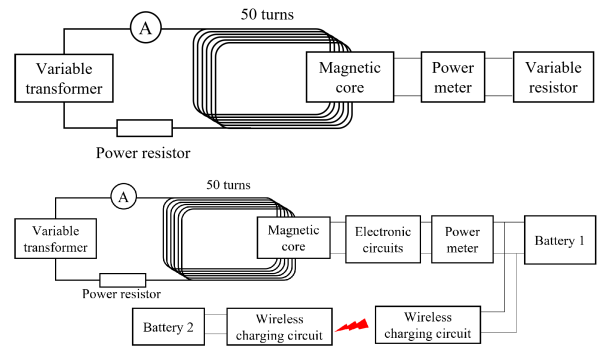 50 turns
A
Variable
transformer
Magnetic
core
Power
meter
Variable
resistor
Power resistor
50 turns
A
Variable
transformer
Magnetic
core
Electronic
circuits
Power
meter
Battery 1
Power resistor
Battery 2
Wireless
charging circuit
Wireless
charging circuit